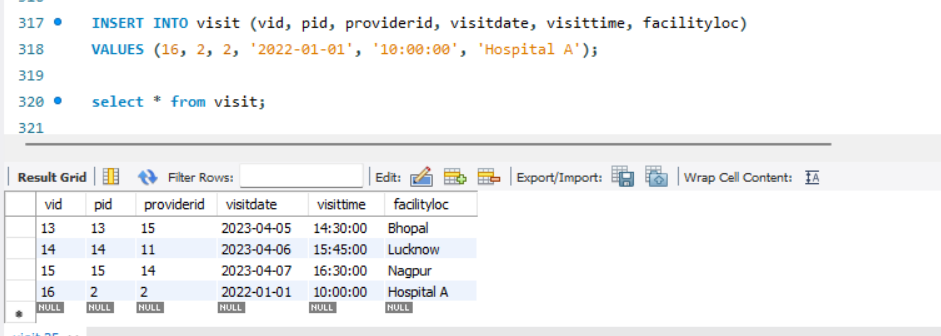 317 INSERT INTO visit (vid, pid, providerid, visitdate, visittime, facilityloc)
318 VALUES (16, 2, 2, '2022-01-01', '10:00:00', 'Hospital A');
319
320 select * from visit;
321
Result Grid Filter Rows: Edit: Export/Import: Wrap Cell Content: IA
vid pid providerid visitdate visittime facilityloc
13 13 15 2023-04-05 14:30:00 Bhopal
14 14 11 2023-04-06 15:45:00 Lucknow
15 15 14 2023-04-07 16:30:00 Nagpur
16 2 2 2022-01-01 10:00:00 Hospital A
NULL NULL NULL NULL NULL NULL